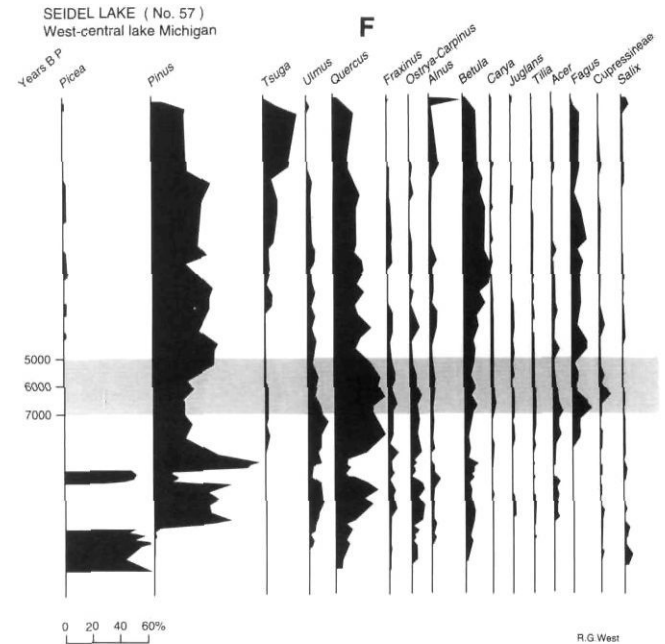 SEIDEL LAKE ( No. 57 )
West-central lake Michigan
F
Years B P
Picea
Pinus
Tsuga
Ulmus
Quercus
Fraxinus
Ostrya-Carpinus
Alnus
Betula
Carya
Juglans
Tilia
Acer
Fagus
Cupressineae
Salix
5000
6000
7000
0 20 40 60%
R.G.West